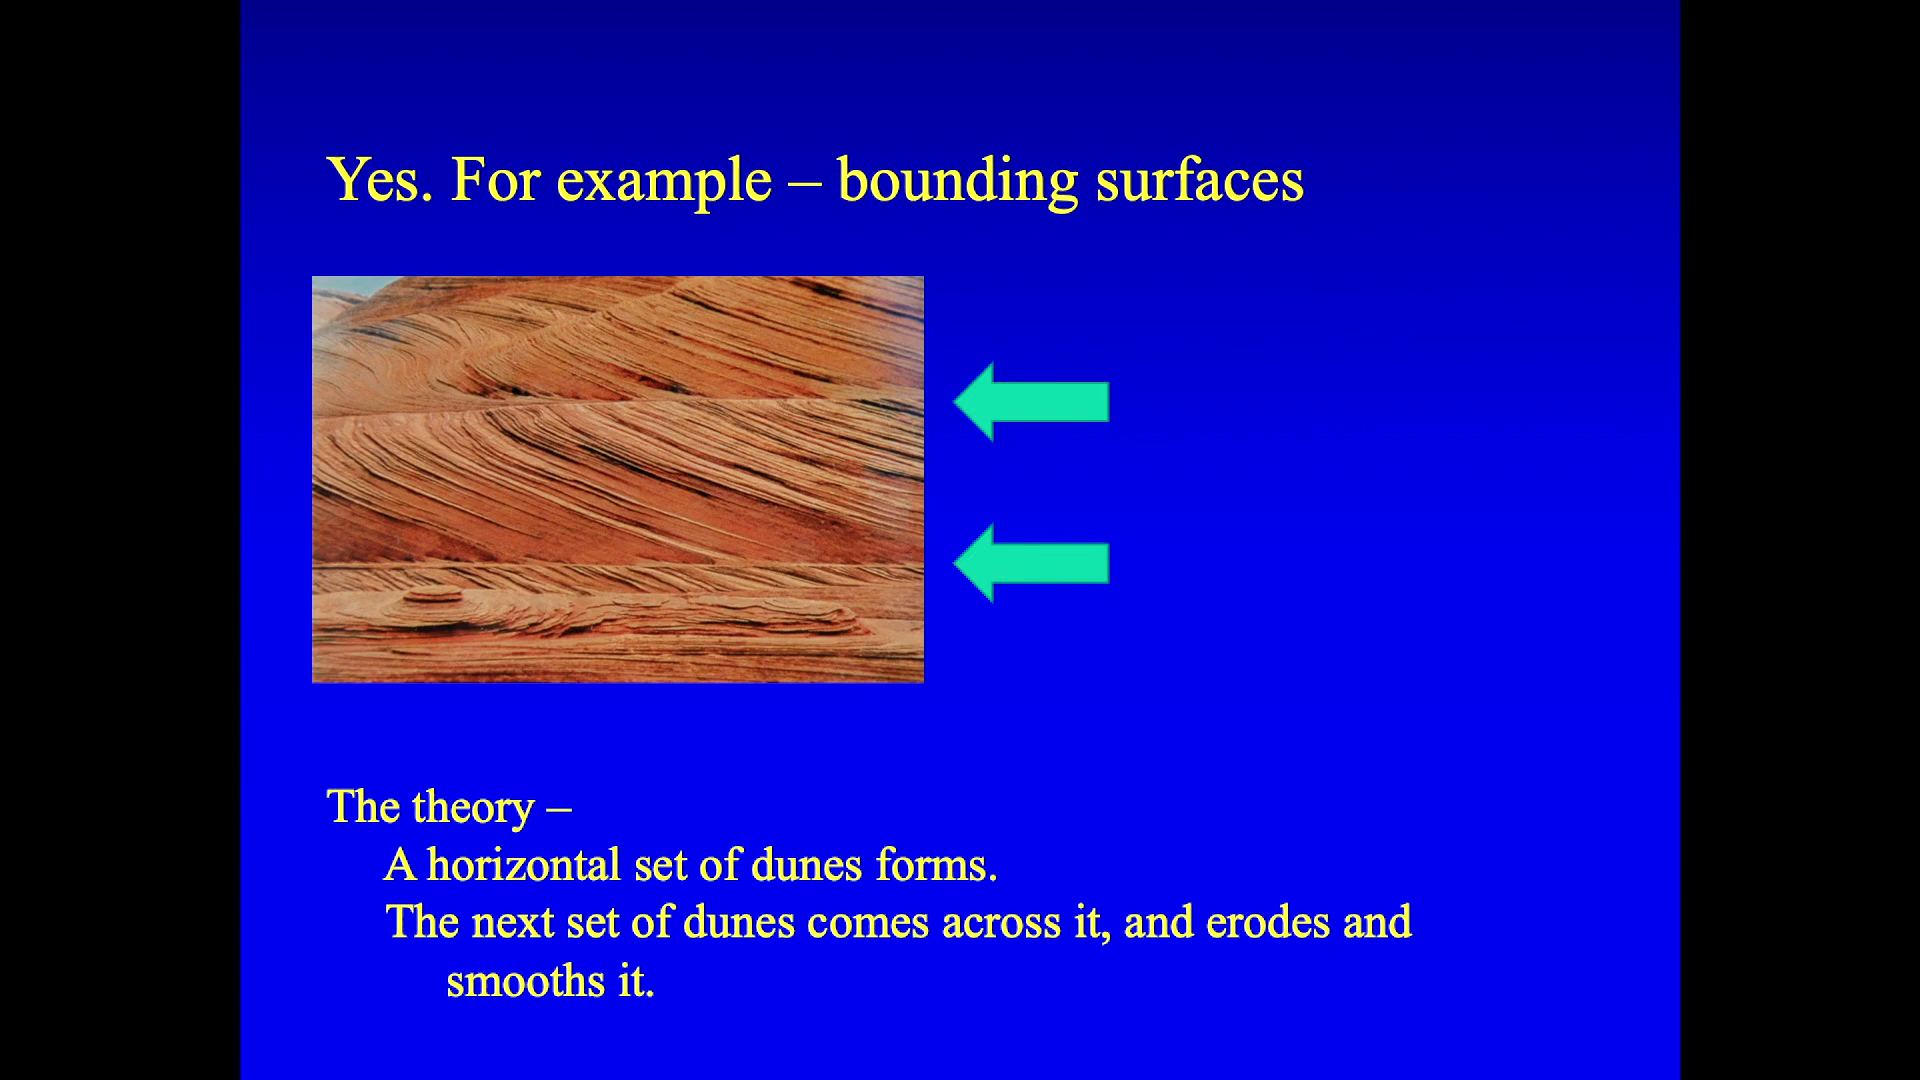 Yes. For example – bounding surfaces
The theory –
A horizontal set of dunes forms.
The next set of dunes comes across it, and erodes and
smooths it.